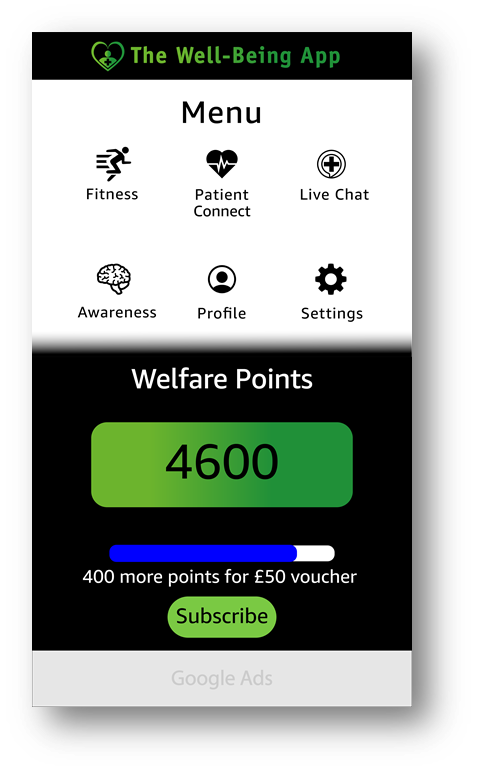 The Well-Being App
Menu
Fitness
Patient
Connect
Live Chat
Awareness
Profile
Settings
Welfare Points
4600
400 more points for £50 voucher
Subscribe
Google Ads